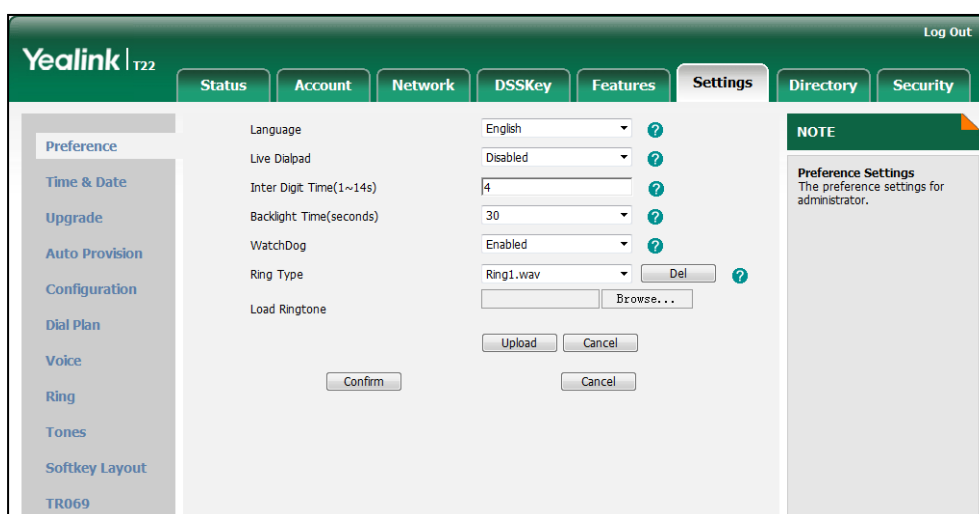 Log Out
Yealink | T22
Status Account Network DSSKey Features Settings Directory Security
Preference
Time & Date
Upgrade
Auto Provision
Configuration
Dial Plan
Voice
Ring
Tones
Softkey Layout
TR069
Language English
Live Dialpad Disabled
Inter Digit Time(1~14s) 4
Backlight Time(seconds) 30
WatchDog Enabled
Ring Type Ring1.wav Del
Load Ringtone Browse...
Upload Cancel
Confirm Cancel
NOTE
Preference Settings
The preference settings for
administrator.